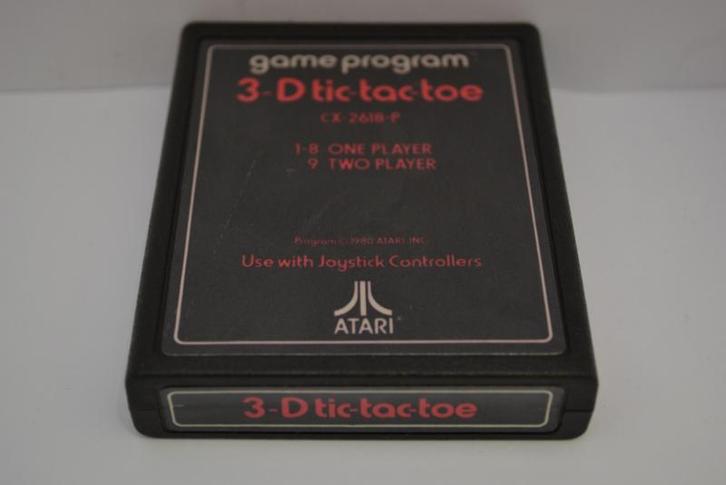 game program
3-D tic-tac-toe
CX-2618-P
1-8 ONE PLAYER
9 TWO PLAYER
Program © 1980 ATARI, INC.
Use with Joystick Controllers
ATARI
3-D tic-tac-toe